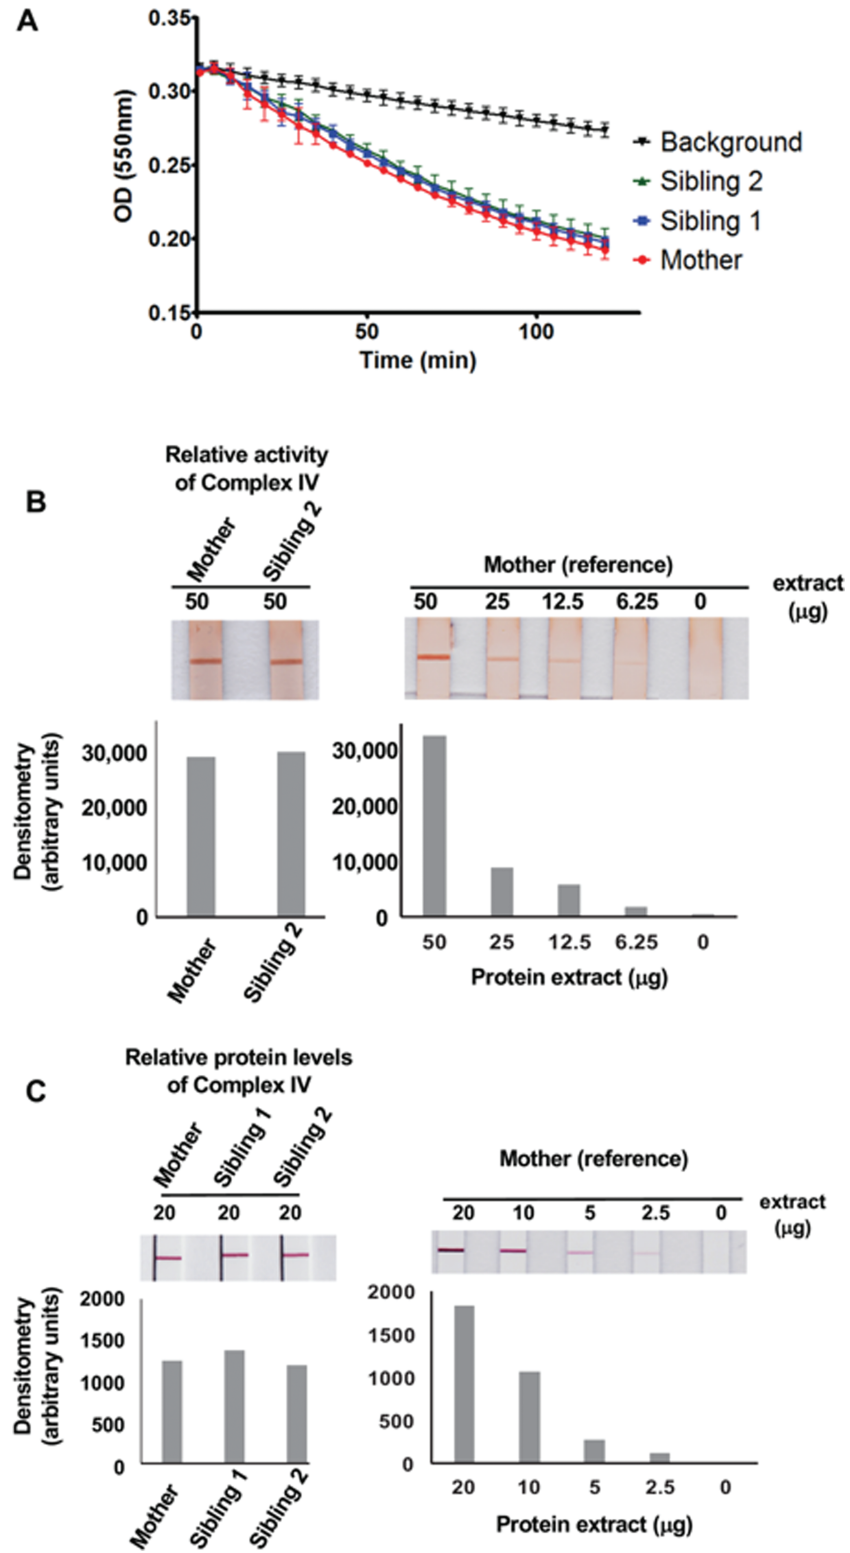 A
0.35
0.30
0.25
0.20
0.15
OD (550nm)
0
50
100
Time (min)
Background
Sibling 2
Sibling 1
Mother
B
Relative activity
of Complex IV
Mother
Sibling 2
50
50
Mother (reference)
50
25
12.5
6.25
0
extract
(µg)
Densitometry
(arbitrary units)
30,000
20,000
10,000
0
Mother
Sibling 2
30,000
20,000
10,000
0
50
25
12.5
6.25
0
Protein extract (µg)
C
Relative protein levels
of Complex IV
Mother
Sibling 1
Sibling 2
20
20
20
Mother (reference)
20
10
5
2.5
0
extract
(µg)
Densitometry
(arbitrary units)
2000
1500
1000
500
0
Mother
Sibling 1
Sibling 2
2000
1500
1000
500
0
20
10
5
2.5
0
Protein extract (µg)